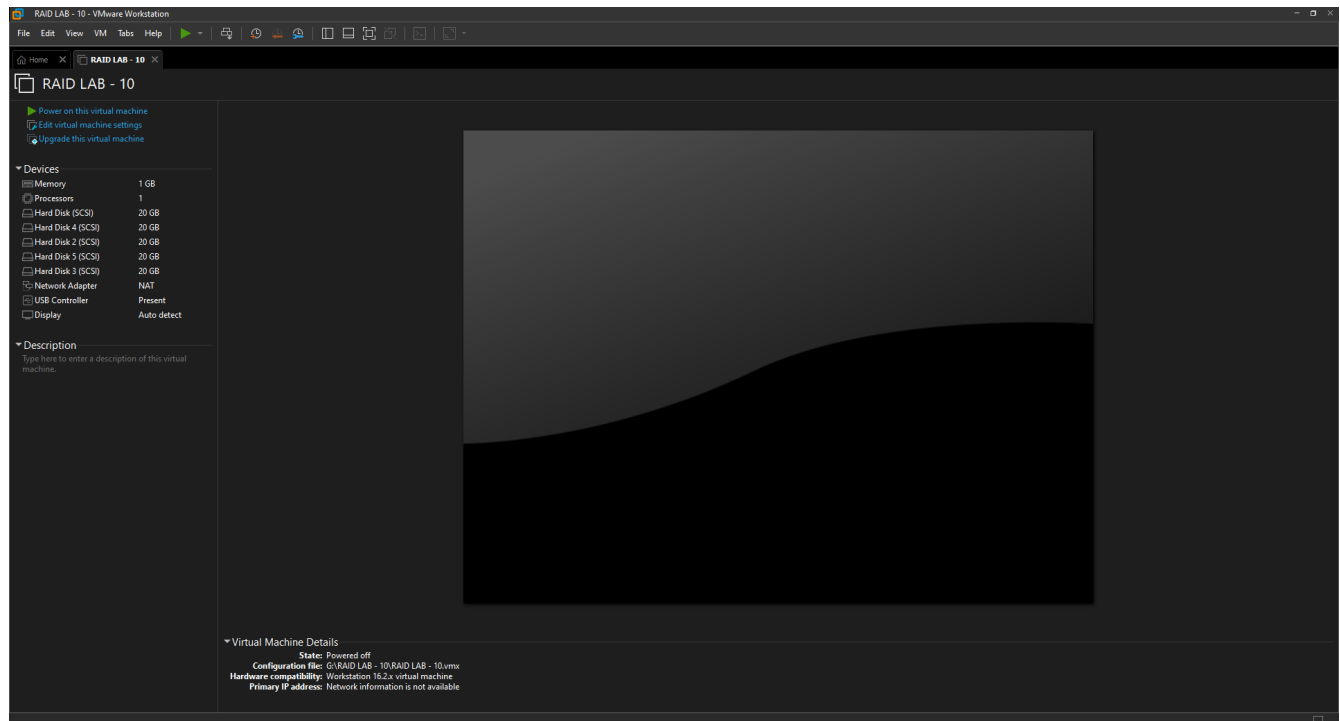 RAID LAB - 10 - VMware Workstation
File Edit View VM Tabs Help
Home RAID LAB - 10
RAID LAB - 10
Power on this virtual machine
Edit virtual machine settings
Upgrade this virtual machine
Devices
Memory 1 GB
Processors 1
Hard Disk (SCSI) 20 GB
Hard Disk 4 (SCSI) 20 GB
Hard Disk 2 (SCSI) 20 GB
Hard Disk 5 (SCSI) 20 GB
Hard Disk 3 (SCSI) 20 GB
Network Adapter NAT
USB Controller Present
Display Auto detect
Description
Type here to enter a description of this virtual
machine.
Virtual Machine Details
State: Powered off
Configuration file: G:\RAID LAB - 10\RAID LAB - 10.vmx
Hardware compatibility: Workstation 16.2.x virtual machine
Primary IP address: Network information is not available